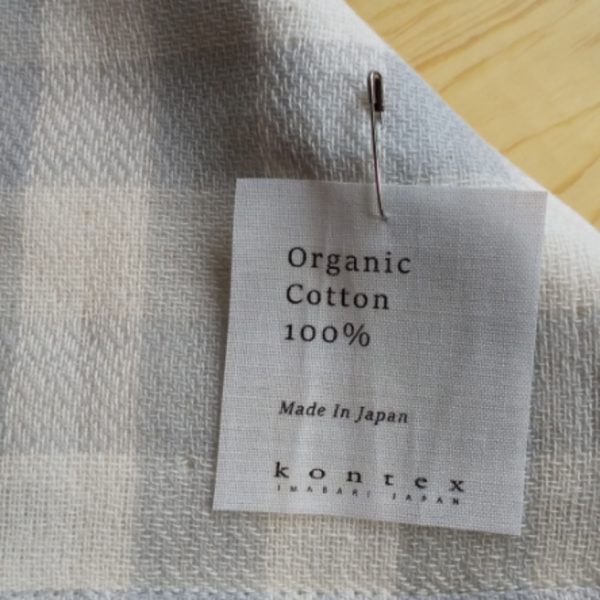 Organic
Cotton
100%
Made In Japan
kontex
IMABARI JAPAN